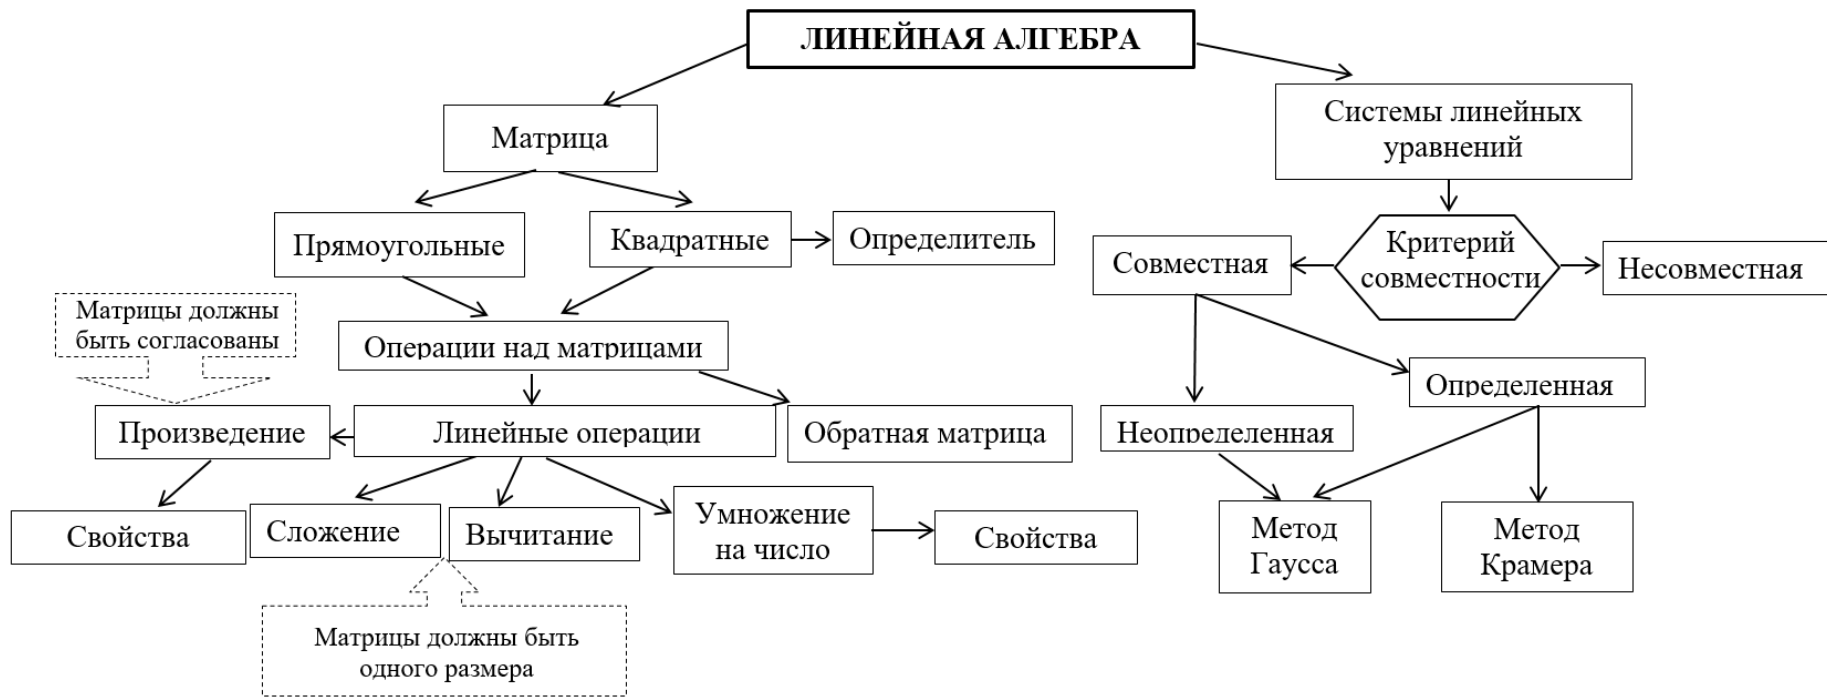 ЛИНЕЙНАЯ АЛГЕБРА
Матрица
Системы линейных
уравнений
Прямоугольные
Квадратные
Определитель
Совместная
Критерий
совместности
Несовместная
Матрицы должны
быть согласованы
Операции над матрицами
Определенная
Произведение
Линейные операции
Обратная матрица
Неопределенная
Свойства
Сложение
Вычитание
Умножение
на число
Свойства
Метод
Гаусса
Метод
Крамера
Матрицы должны быть
одного размера